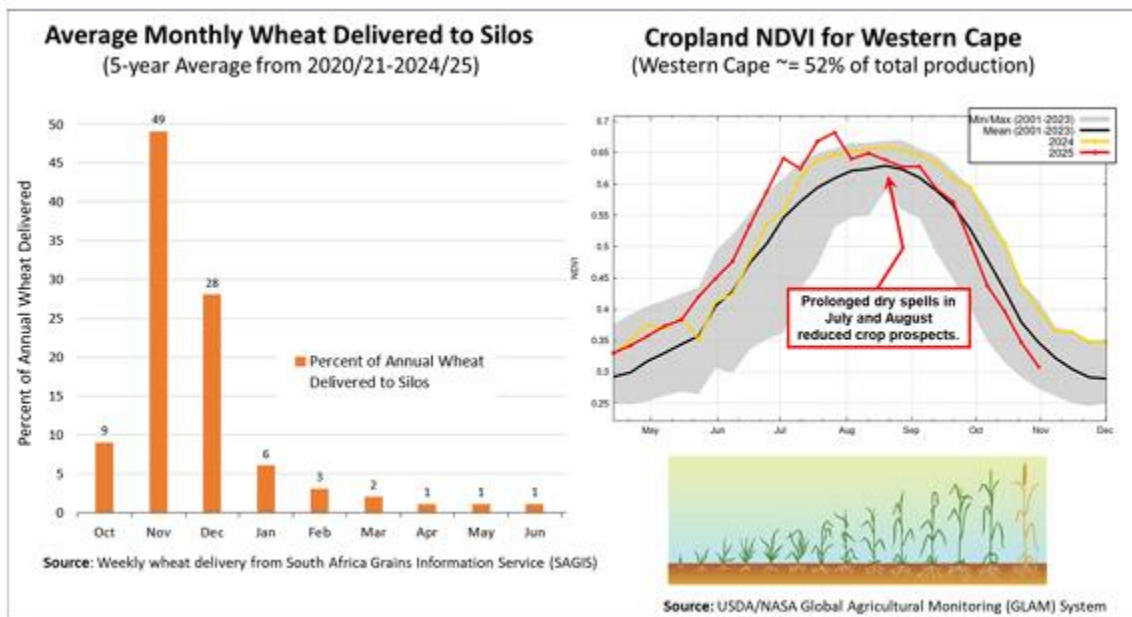 Average Monthly Wheat Delivered to Silos
(5-year Average from 2020/21-2024/25)
Percent of Annual Wheat Delivered
50
45
40
35
30
25
20
15
10
5
0
9
49
28
6
3
2
1
1
1
Oct
Nov
Dec
Jan
Feb
Mar
Apr
May
Jun
Percent of Annual Wheat
Delivered to Silos
Source: Weekly wheat delivery from South Africa Grains Information Service (SAGIS)
Cropland NDVI for Western Cape
(Western Cape ~= 52% of total production)
Min/Max (2001-2023)
Mean (2001-2023)
2024
2025
NDVI
0.7
0.65
0.6
0.55
0.5
0.45
0.4
0.35
0.3
0.25
May
Jun
Jul
Aug
Sep
Oct
Nov
Dec
Prolonged dry spells in
July and August
reduced crop prospects.
Source: USDA/NASA Global Agricultural Monitoring (GLAM) System